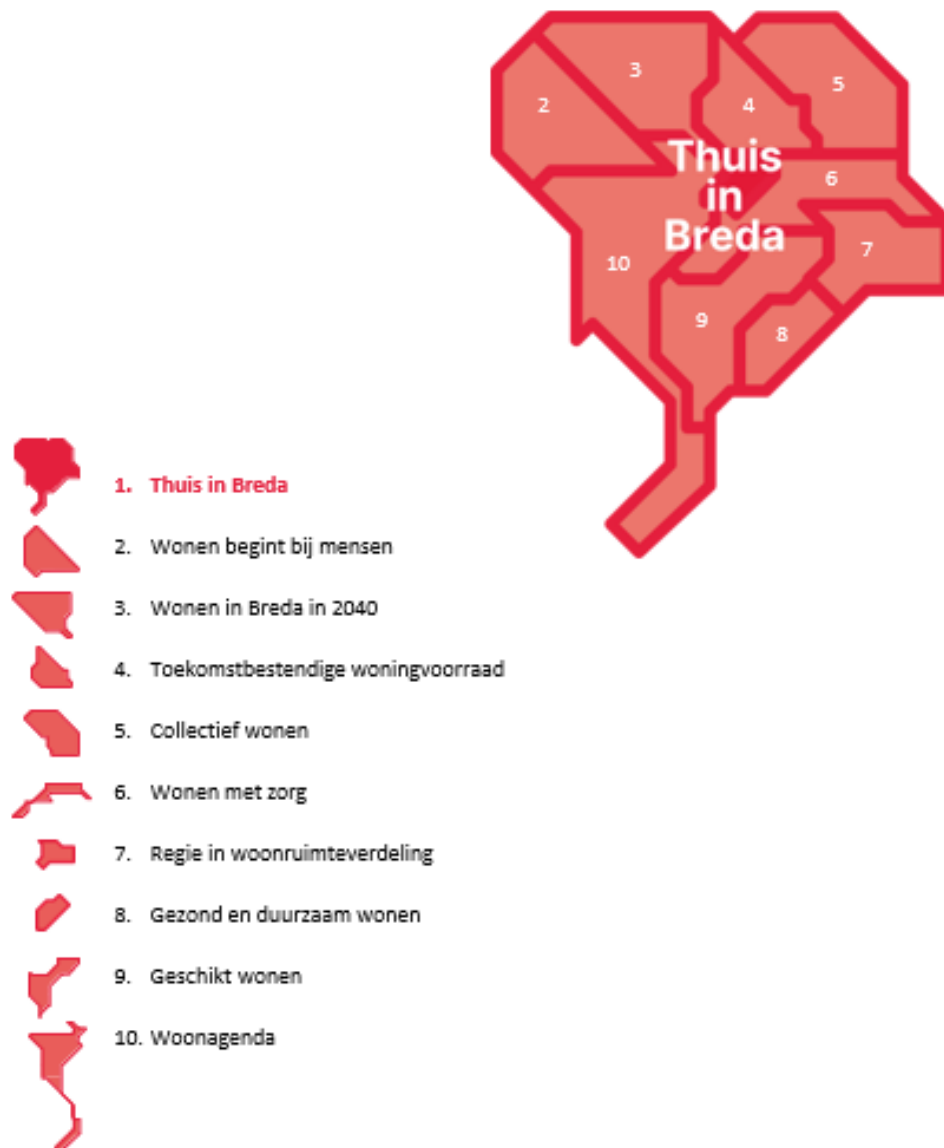 3
5
2
4
Thuis
in
Breda
6
7
10
9
8
1. Thuis in Breda
2. Wonen begint bij mensen
3. Wonen in Breda in 2040
4. Toekomstbestendige woningvoorraad
5. Collectief wonen
6. Wonen met zorg
7. Regie in woonruimteverdeling
8. Gezond en duurzaam wonen
9. Geschikt wonen
10. Woonagenda